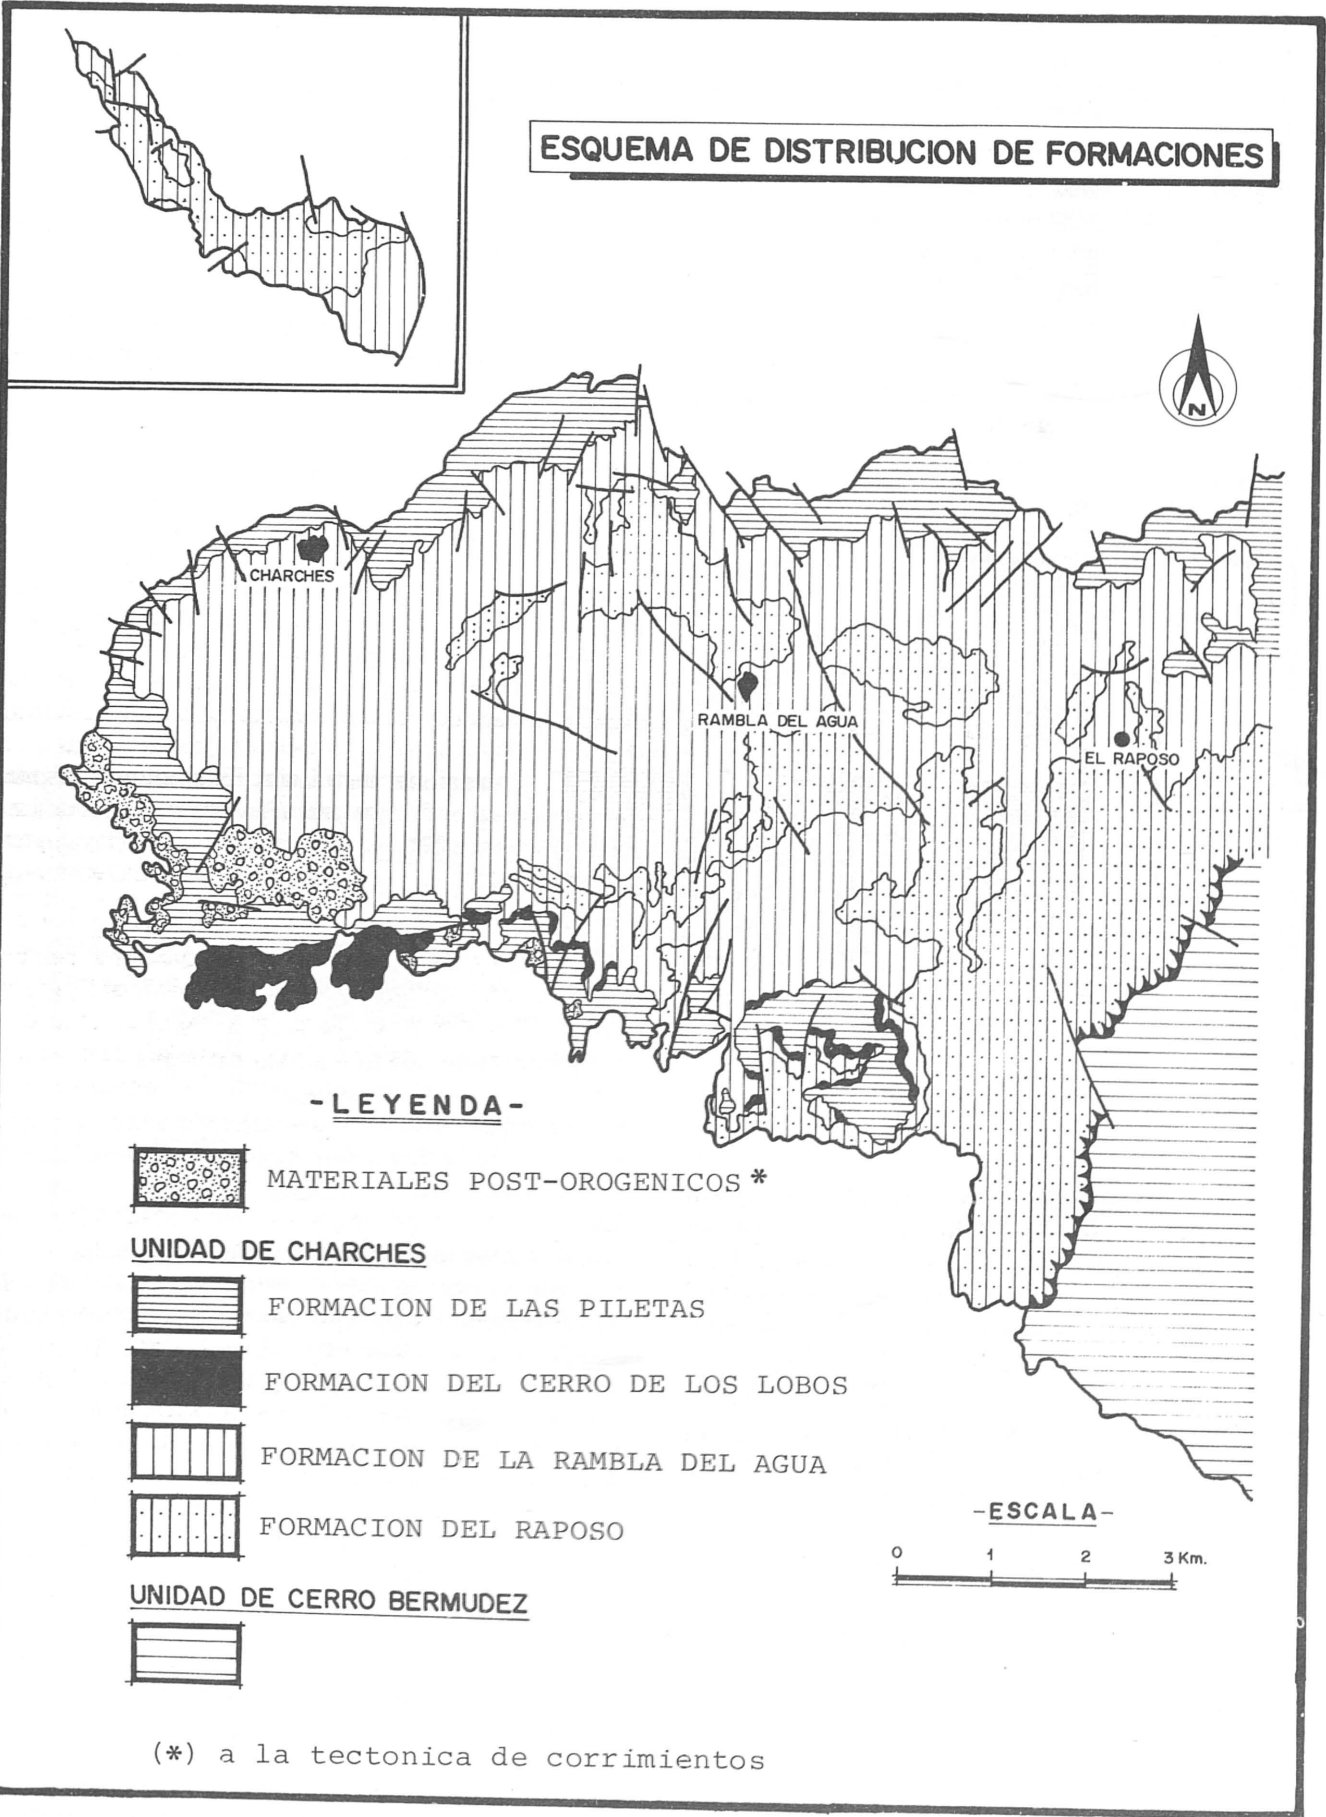 ESQUEMA DE DISTRIBUCION DE FORMACIONES
N
CHARCHES
RAMBLA DEL AGUA
EL RAPOSO
-LEYENDA-
MATERIALES POST-OROGENICOS *
UNIDAD DE CHARCHES
FORMACION DE LAS PILETAS
FORMACION DEL CERRO DE LOS LOBOS
FORMACION DE LA RAMBLA DEL AGUA
FORMACION DEL RAPOSO
UNIDAD DE CERRO BERMUDEZ
-ESCALA-
0 1 2 3 Km.
(*) a la tectonica de corrimientos